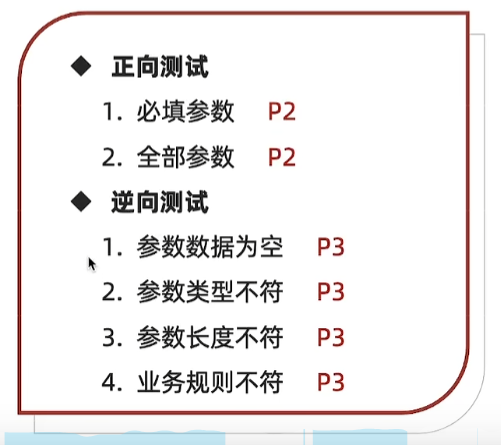 ◆ 正向测试
1. 必填参数 P2
2. 全部参数 P2
◆ 逆向测试
1. 参数数据为空 P3
2. 参数类型不符 P3
3. 参数长度不符 P3
4. 业务规则不符 P3